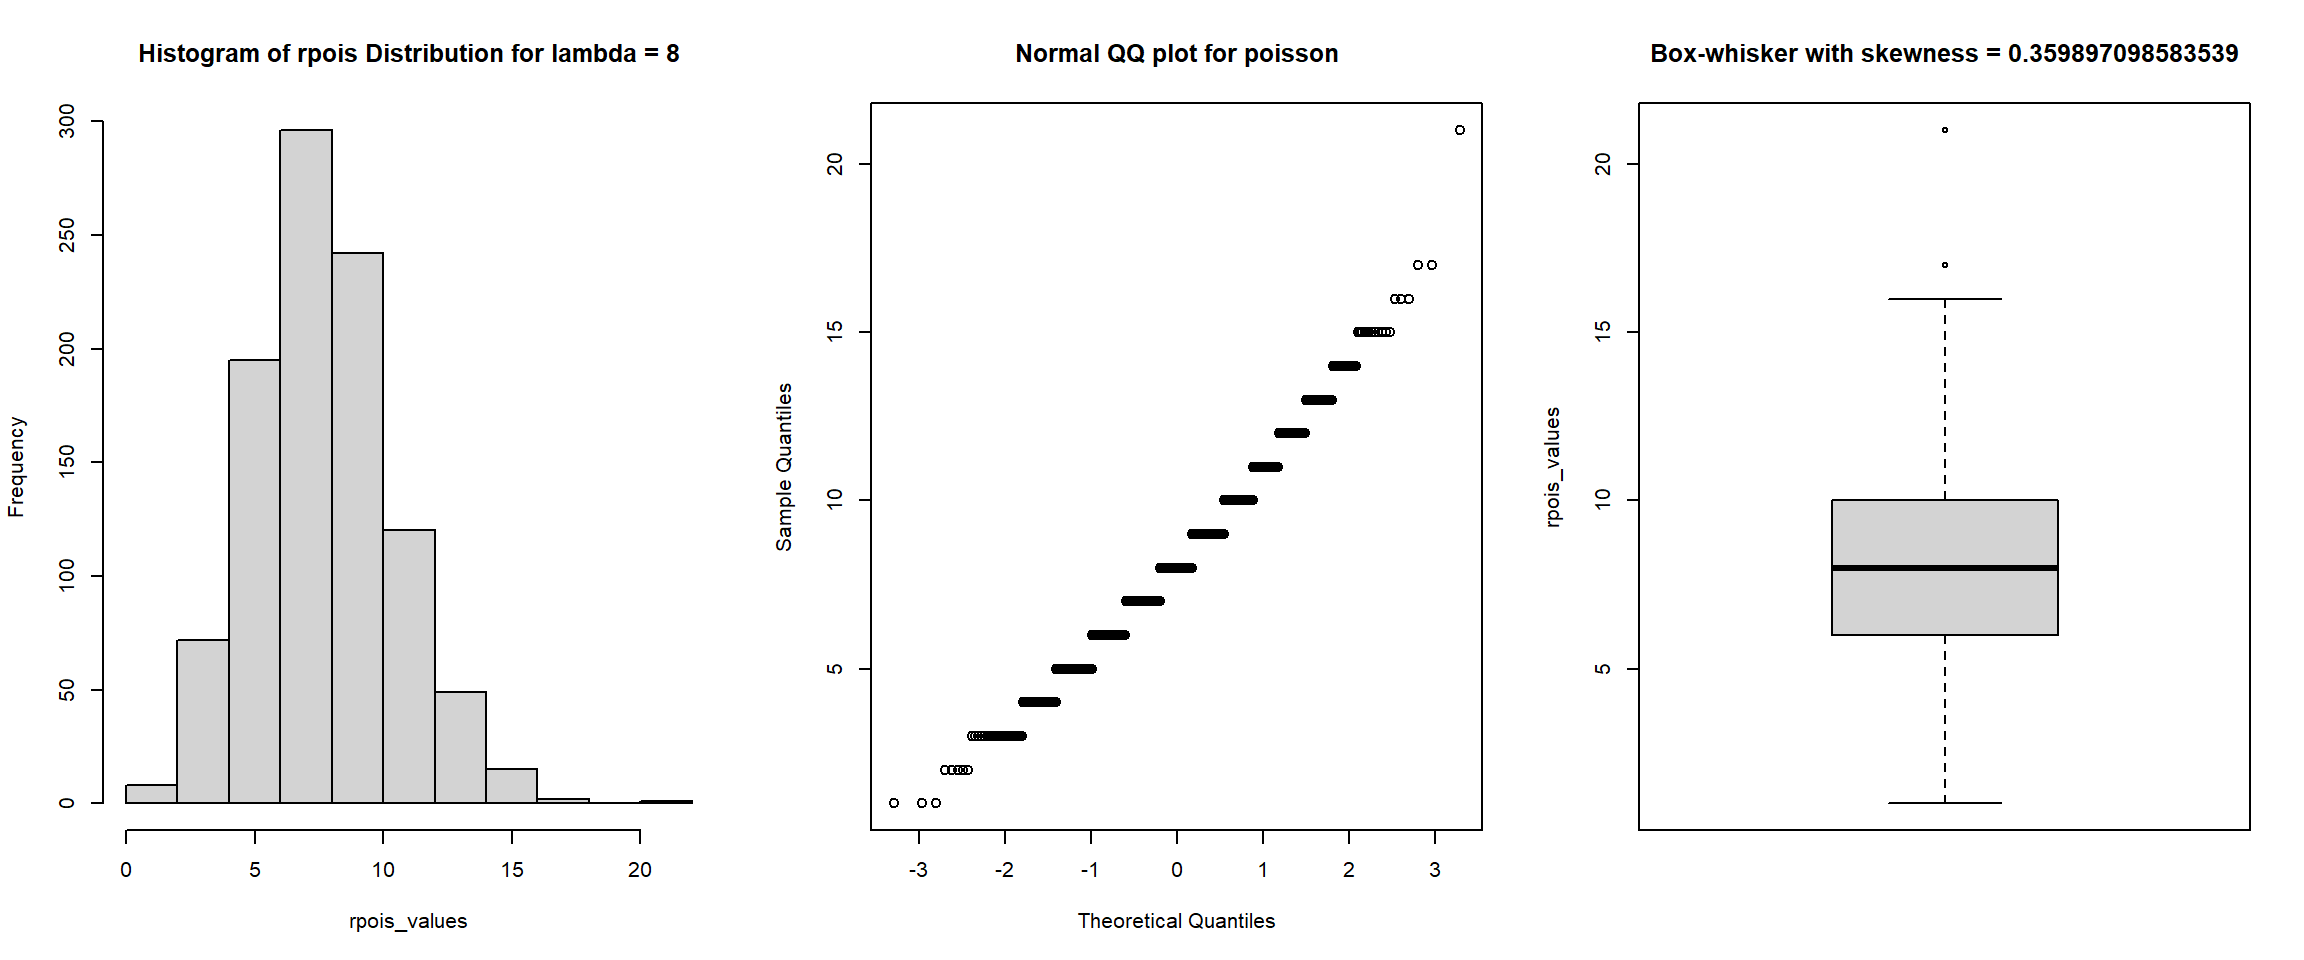 Histogram of rpois Distribution for lambda = 8
Frequency
300
250
200
150
100
50
0
0 5 10 15 20
rpois_values
Normal QQ plot for poisson
Sample Quantiles
20
15
10
5
-3 -2 -1 0 1 2 3
Theoretical Quantiles
Box-whisker with skewness = 0.359897098583539
rpois_values
20
15
10
5